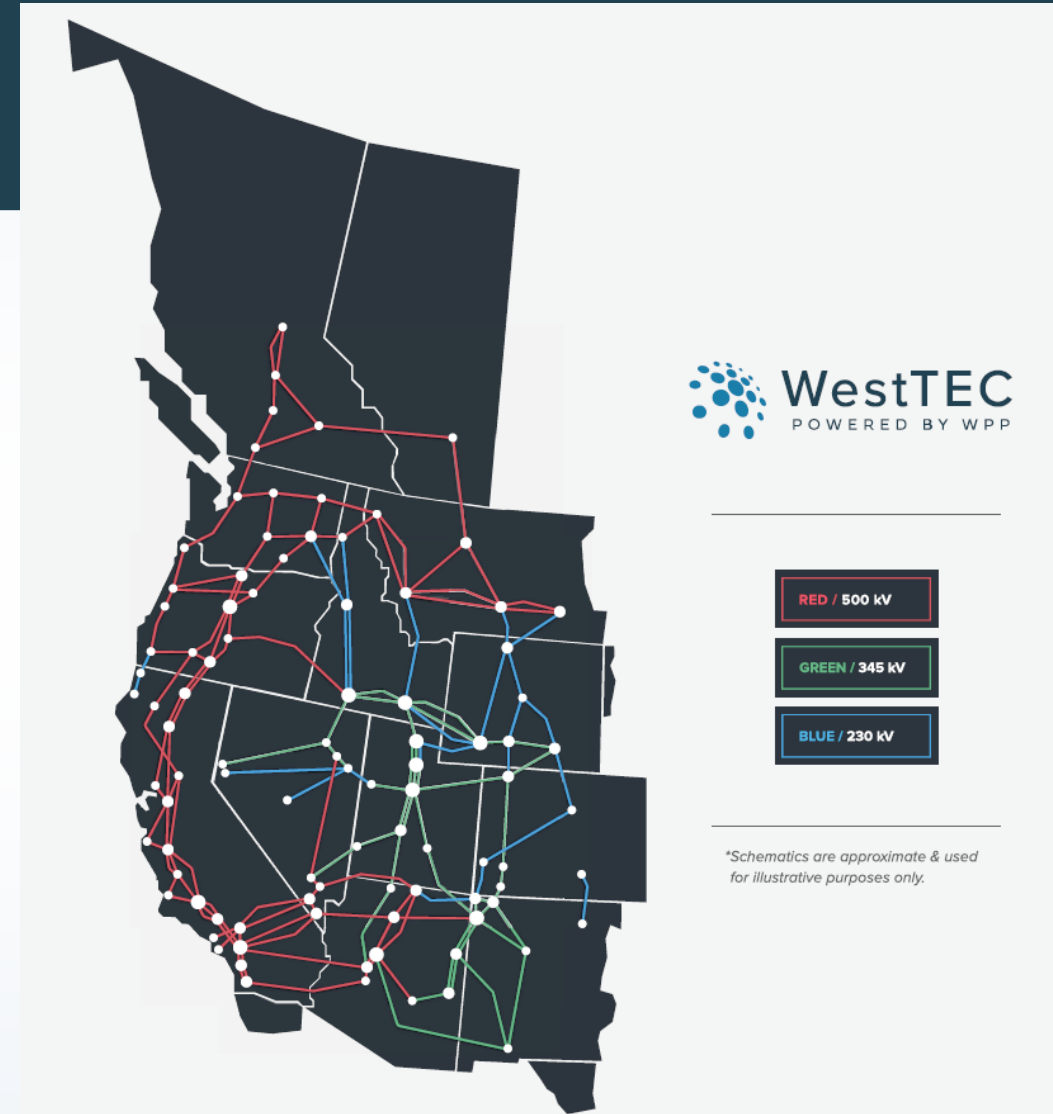 WestTEC
POWERED BY WPP
RED / 500 kV
GREEN / 345 kV
BLUE / 230 kV
*Schematics are approximate & used
for illustrative purposes only.